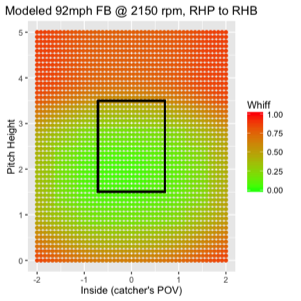 Modeled 92mph FB @ 2150 rpm, RHP to RHB
Pitch Height
5
4
3
2
1
0
-2 -1 0 1 2
Inside (catcher's POV)
Whiff
1.00
0.75
0.50
0.25
0.00